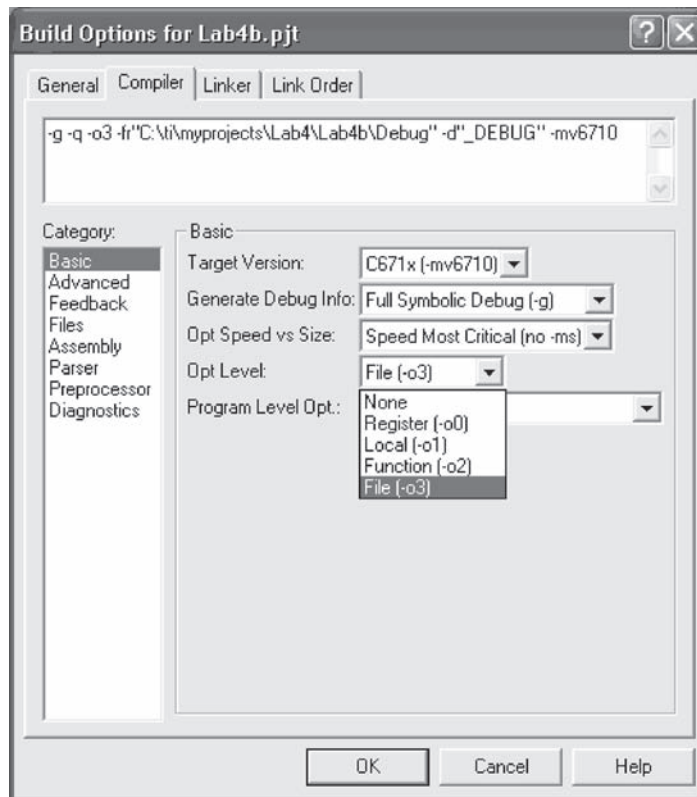 Build Options for Lab4b.pjt
General Compiler Linker Link Order
-g -q -o3 -fr"C:\ti\myprojects\Lab4\Lab4b\Debug" -d"_DEBUG" -mv6710
Category:
Basic
Advanced
Feedback
Files
Assembly
Parser
Preprocessor
Diagnostics
Basic
Target Version: C671x (-mv6710)
Generate Debug Info: Full Symbolic Debug (-g)
Opt Speed vs Size: Speed Most Critical (no -ms)
Opt Level: File (-o3)
Program Level Opt.:
None
Register (-o0)
Local (-o1)
Function (-o2)
File (-o3)
OK Cancel Help